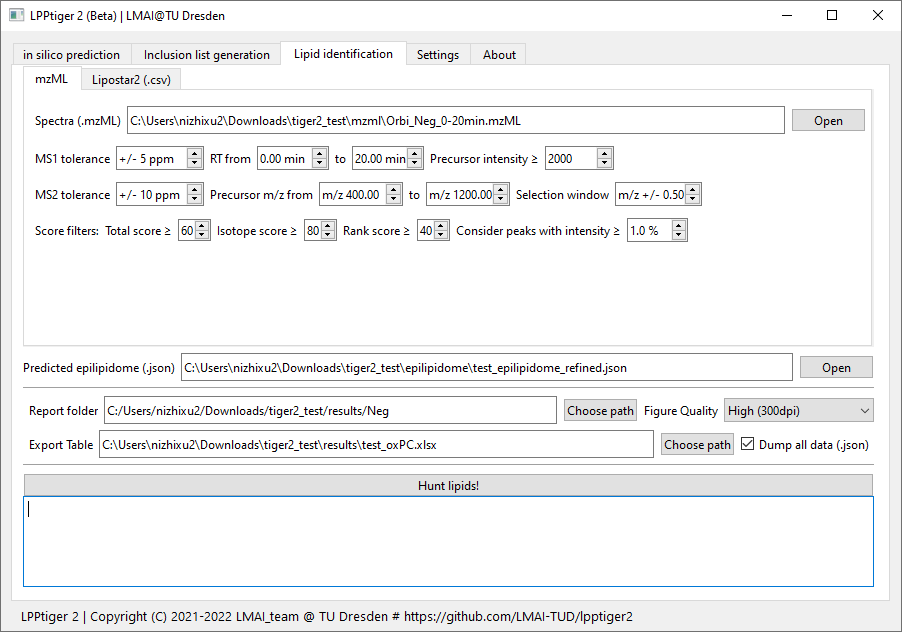 LPPtiger 2 (Beta) | LMAI@TU Dresden
in silico prediction Inclusion list generation Lipid identification Settings About
mzML Lipostar2 (.csv)
Spectra (.mzML) C:\Users\nizhixu2\Downloads\tiger2_test\mzml\Orbi_Neg_0-20min.mzML Open
MS1 tolerance +/- 5 ppm RT from 0.00 min to 20.00 min Precursor intensity ≥ 2000
MS2 tolerance +/- 10 ppm Precursor m/z from m/z 400.00 to m/z 1200.00 Selection window m/z +/- 0.50
Score filters: Total score ≥ 60 Isotope score ≥ 80 Rank score ≥ 40 Consider peaks with intensity ≥ 1.0 %
Predicted epilipidome (.json) C:\Users\nizhixu2\Downloads\tiger2_test\epilipidome\test_epilipidome_refined.json Open
Report folder C:/Users/nizhixu2/Downloads/tiger2_test/results/Neg Choose path Figure Quality High (300dpi)
Export Table C:\Users\nizhixu2\Downloads\tiger2_test\results\test_oxPC.xlsx Choose path Dump all data (.json)
Hunt lipids!
LPPtiger 2 | Copyright (C) 2021-2022 LMAI_team @ TU Dresden # https://github.com/LMAI-TUD/lpptiger2